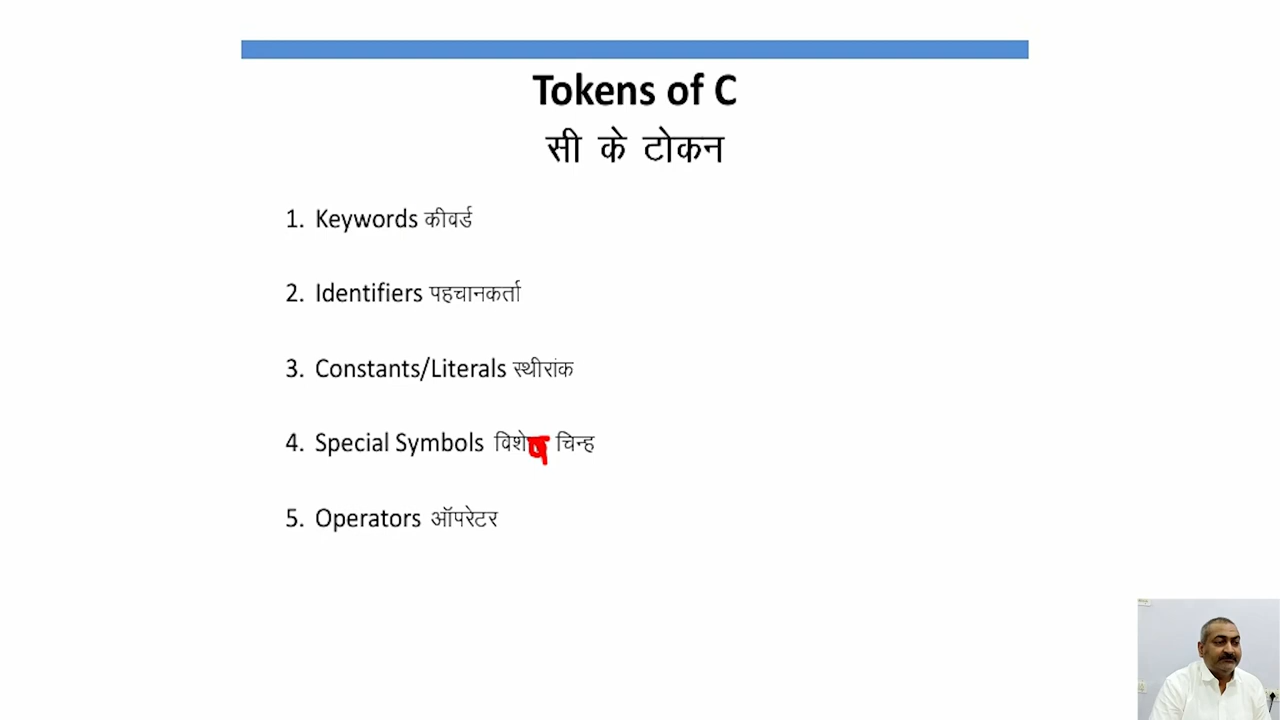 Tokens of C
सी के टोकन
1. Keywords कीवर्ड
2. Identifiers पहचानकर्ता
3. Constants/Literals स्थीरांक
4. Special Symbols विशेष चिन्ह
5. Operators ऑपरेटर